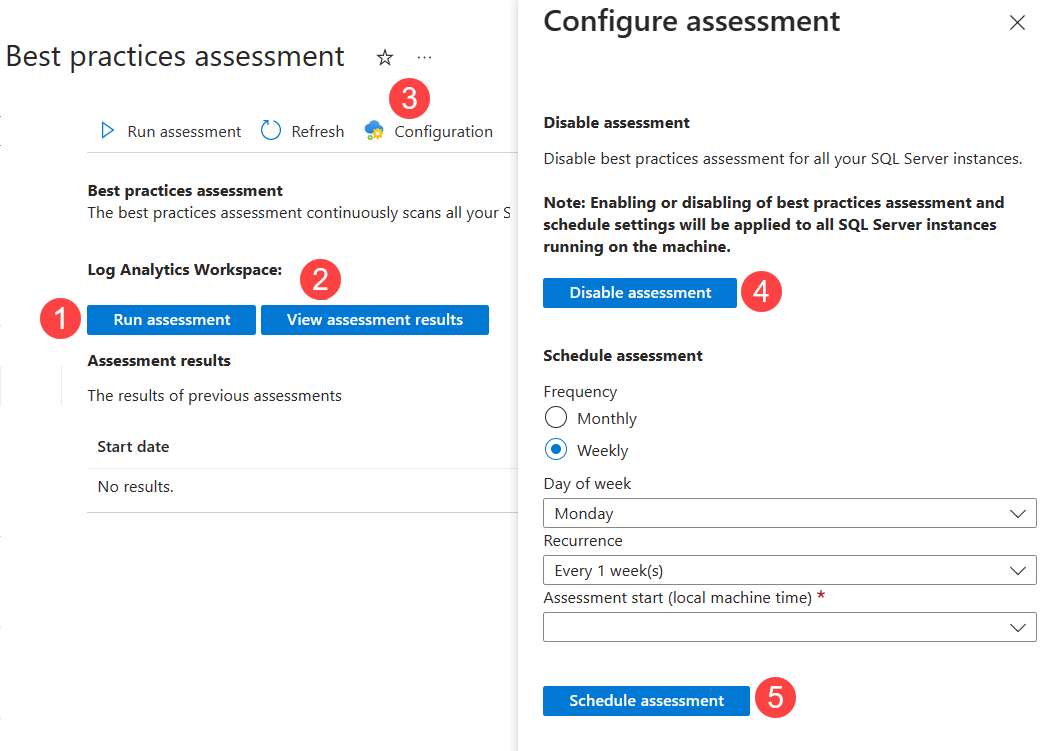 Best practices assessment
3
Run assessment Refresh Configuration
Best practices assessment
The best practices assessment continuously scans all your S
Log Analytics Workspace:
2
1
Run assessment View assessment results
Assessment results
The results of previous assessments
Start date
No results.
Configure assessment
Disable assessment
Disable best practices assessment for all your SQL Server instances.
Note: Enabling or disabling of best practices assessment and
schedule settings will be applied to all SQL Server instances
running on the machine.
Disable assessment 4
Schedule assessment
Frequency
Monthly
Weekly
Day of week
Monday
Recurrence
Every 1 week(s)
Assessment start (local machine time) *
Schedule assessment 5